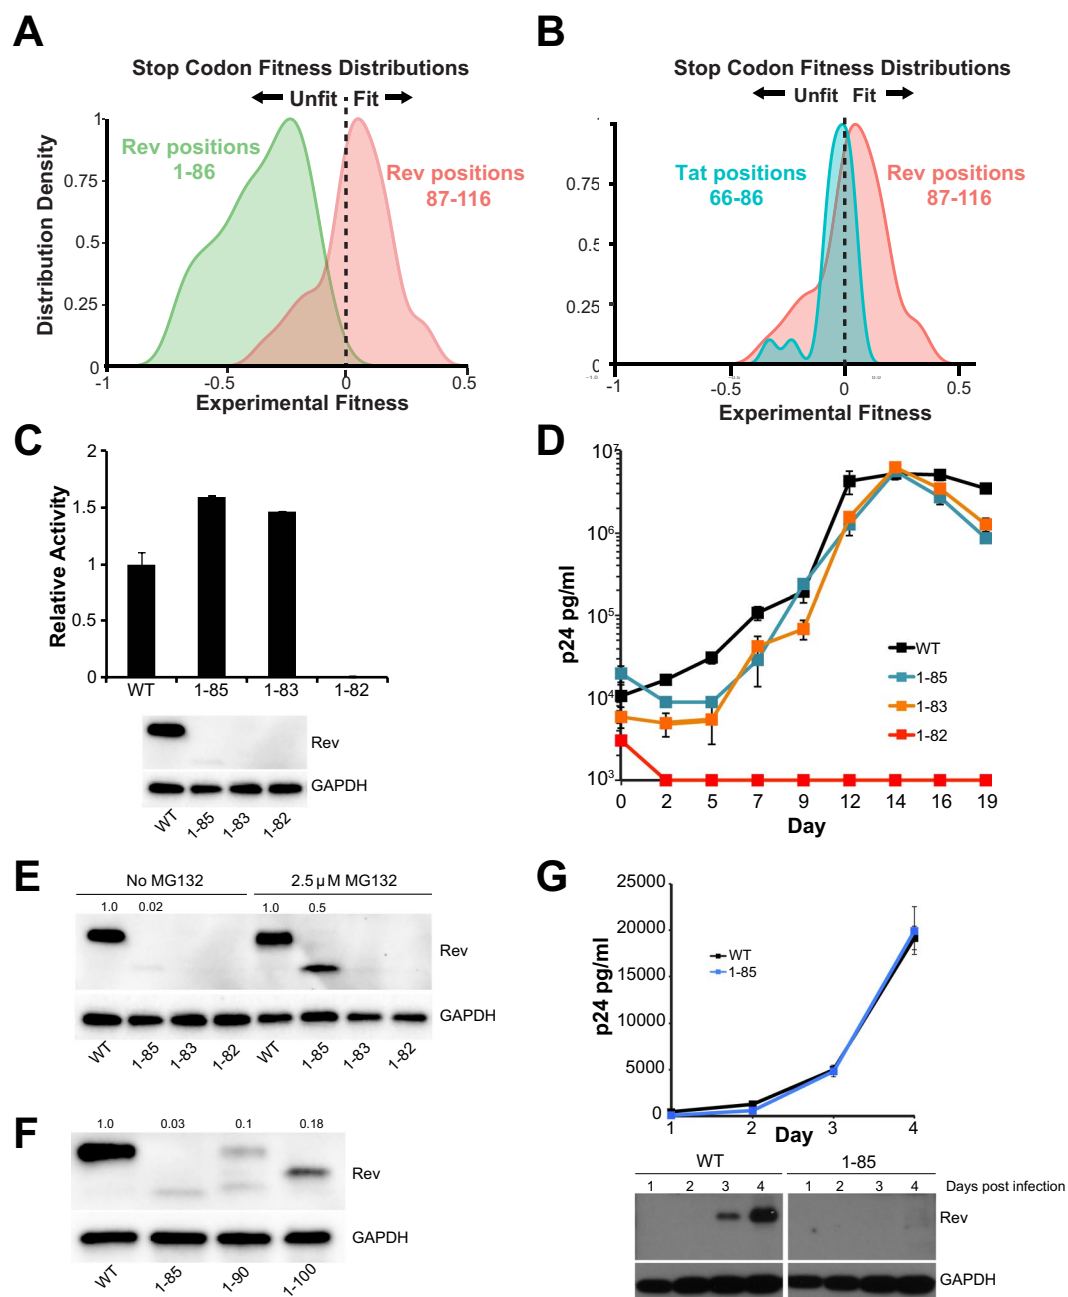 A
Stop Codon Fitness Distributions
Unfit Fit
Rev positions
1-86
Rev positions
87-116
Distribution Density
1
0.75
0.5
0.25
0
-1 -0.5 0 0.5
Experimental Fitness
B
Stop Codon Fitness Distributions
Unfit Fit
Tat positions
66-86
Rev positions
87-116
0.75
0.25
-1 -0.5 0 0.5
Experimental Fitness
C
Relative Activity
2
1.5
1
0.5
0
WT 1-85 1-83 1-82
Rev
GAPDH
WT 1-85 1-83 1-82
D
p24 pg/ml
10⁷
10⁶
10⁵
10⁴
10³
WT
1-85
1-83
1-82
0 2 5 7 9 12 14 16 19
Day
E
No MG132 2.5 µM MG132
1.0 0.02 1.0 0.5
Rev
GAPDH
WT 1-85 1-83 1-82 WT 1-85 1-83 1-82
F
1.0 0.03 0.1 0.18
Rev
GAPDH
WT 1-85 1-90 1-100
G
p24 pg/ml
25000
20000
15000
10000
5000
0
WT
1-85
1 2 3 4
Day
WT 1-85
1 2 3 4 1 2 3 4 Days post infection
Rev
GAPDH